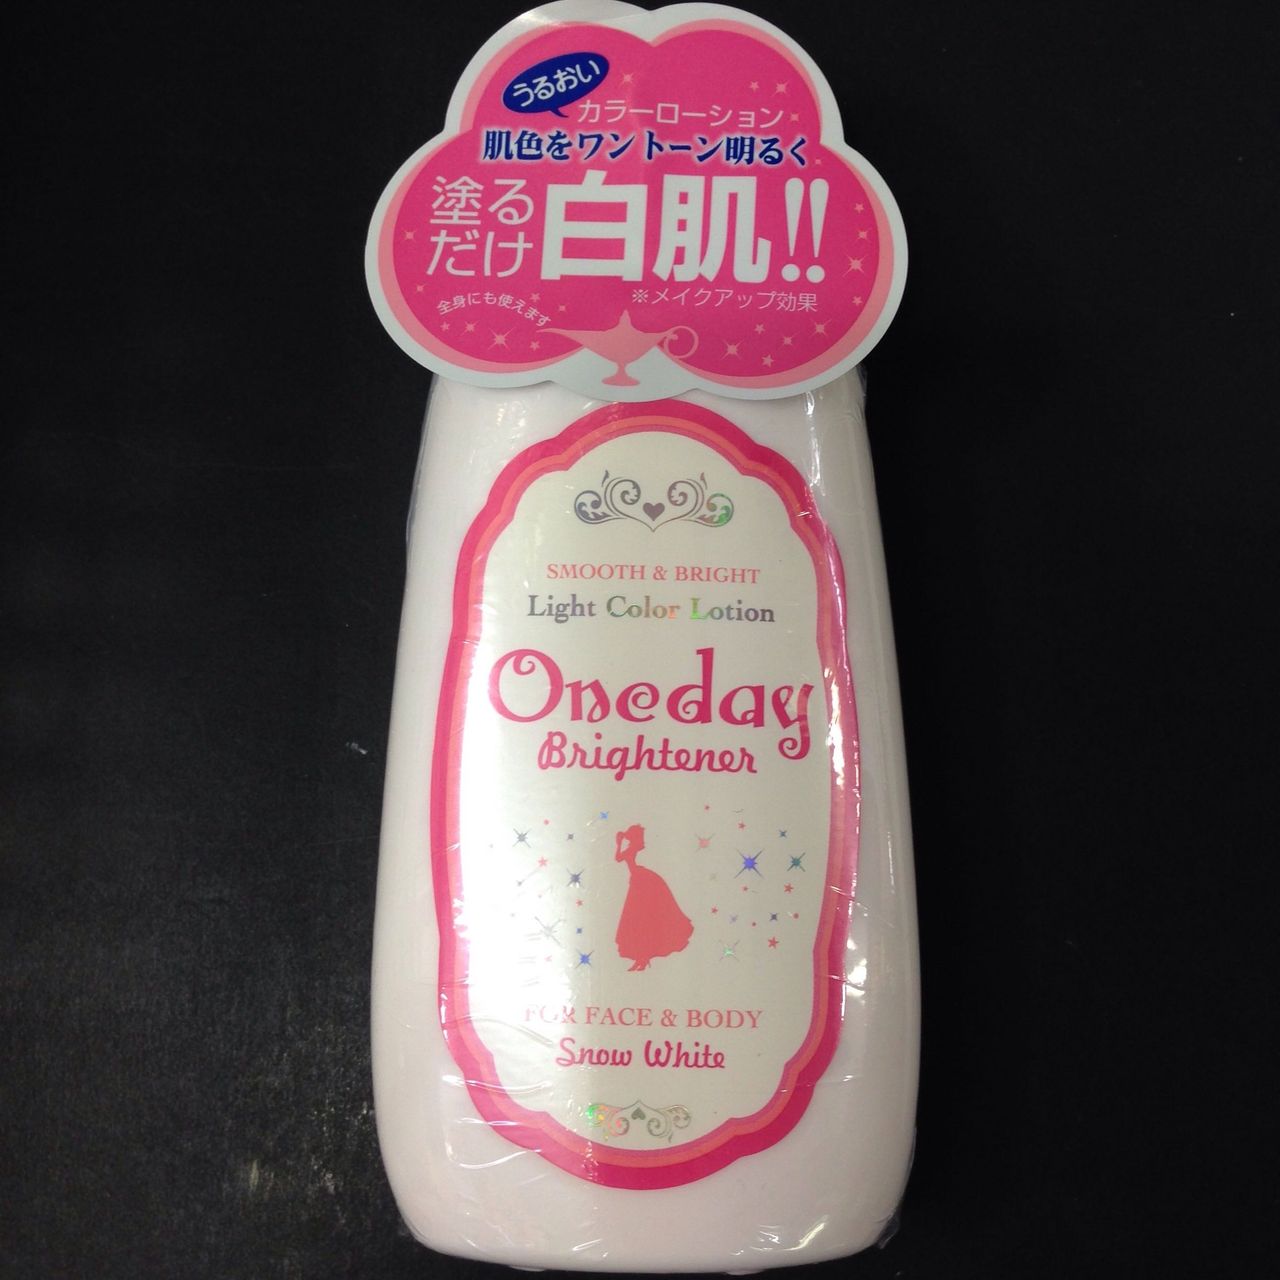 うるおい
カラーローション
肌色をワントーン明るく
塗る
だけ
白肌!!
※メイクアップ効果
全身にも使えます
SMOOTH & BRIGHT
Light Color Lotion
Oneday
Brightener
FOR FACE & BODY
Snow White